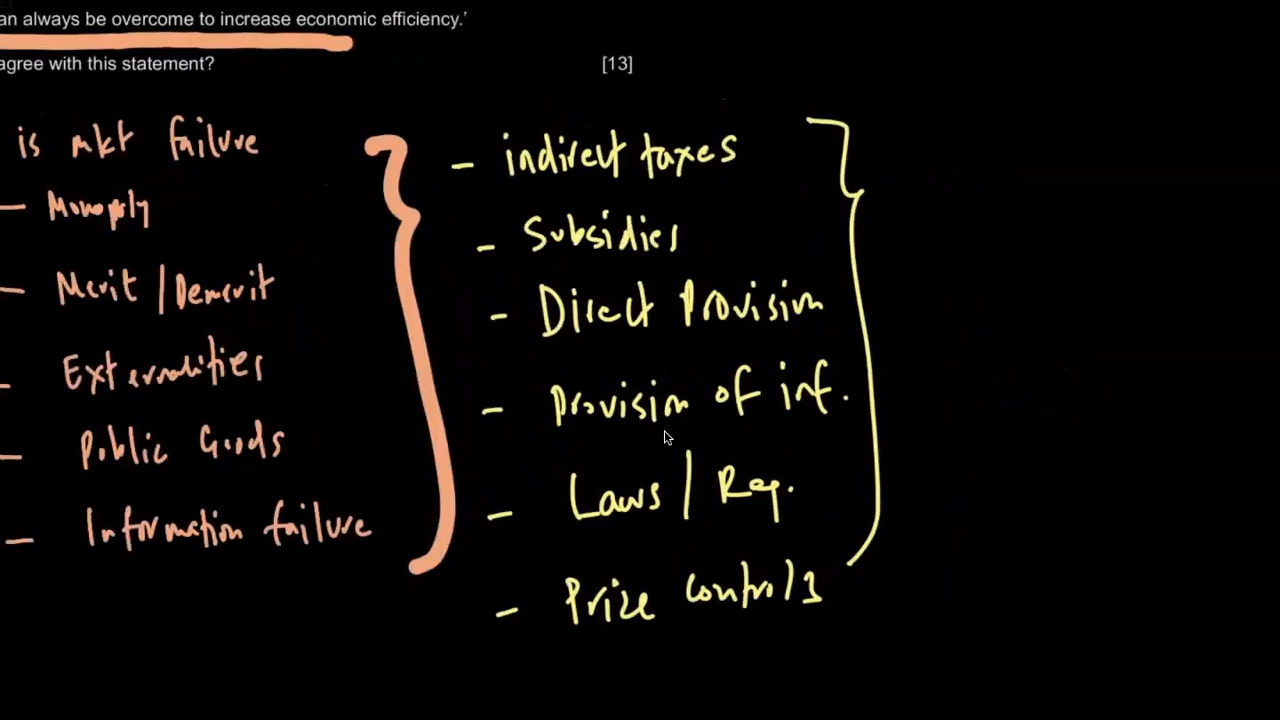 an always be overcome to increase economic efficiency.'
agree with this statement? [13]
is mkt failure
- Monoply
- Merit / Demerit
- Externalities
- Public Goods
- Information failure
- indirect taxes
- Subsidies
- Direct Provision
- Provision of inf.
- Laws / Reg.
- Price controls